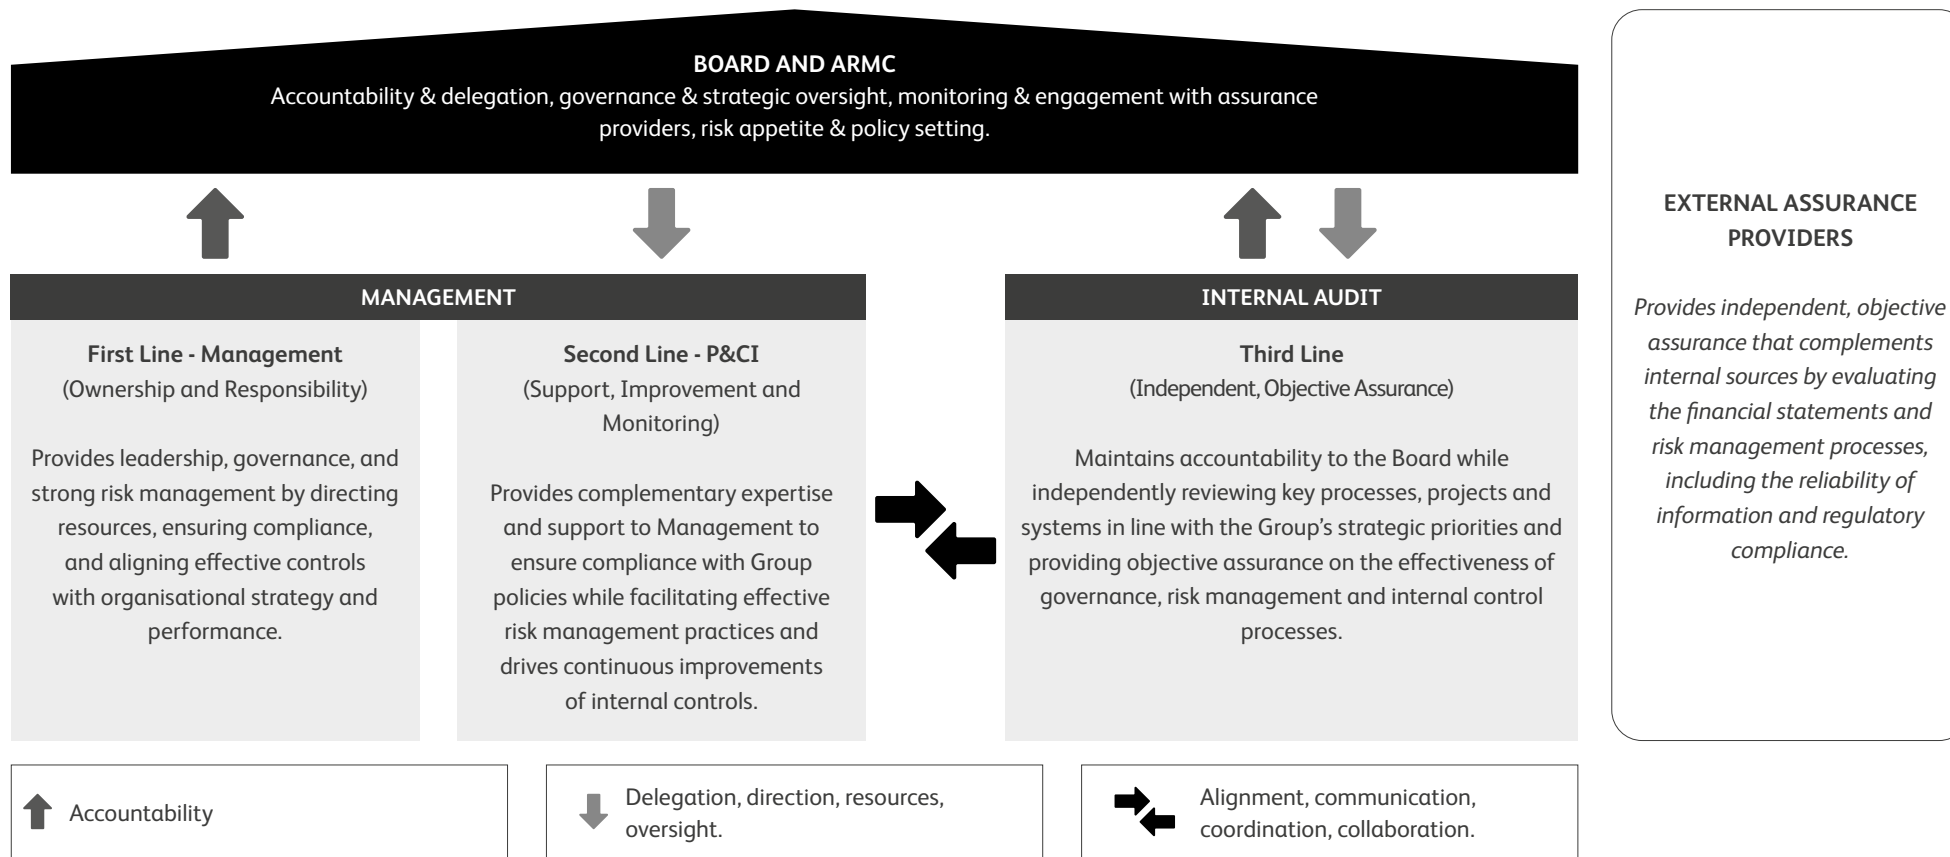 BOARD AND ARMC
Accountability & delegation, governance & strategic oversight, monitoring & engagement with assurance
providers, risk appetite & policy setting.
MANAGEMENT
First Line - Management
(Ownership and Responsibility)
Provides leadership, governance, and
strong risk management by directing
resources, ensuring compliance,
and aligning effective controls
with organisational strategy and
performance.
Second Line - P&CI
(Support, Improvement and
Monitoring)
Provides complementary expertise
and support to Management to
ensure compliance with Group
policies while facilitating effective
risk management practices and
drives continuous improvements
of internal controls.
INTERNAL AUDIT
Third Line
(Independent, Objective Assurance)
Maintains accountability to the Board while
independently reviewing key processes, projects and
systems in line with the Group’s strategic priorities and
providing objective assurance on the effectiveness of
governance, risk management and internal control
processes.
EXTERNAL ASSURANCE
PROVIDERS
Provides independent, objective
assurance that complements
internal sources by evaluating
the financial statements and
risk management processes,
including the reliability of
information and regulatory
compliance.
Accountability
Delegation, direction, resources,
oversight.
Alignment, communication,
coordination, collaboration.